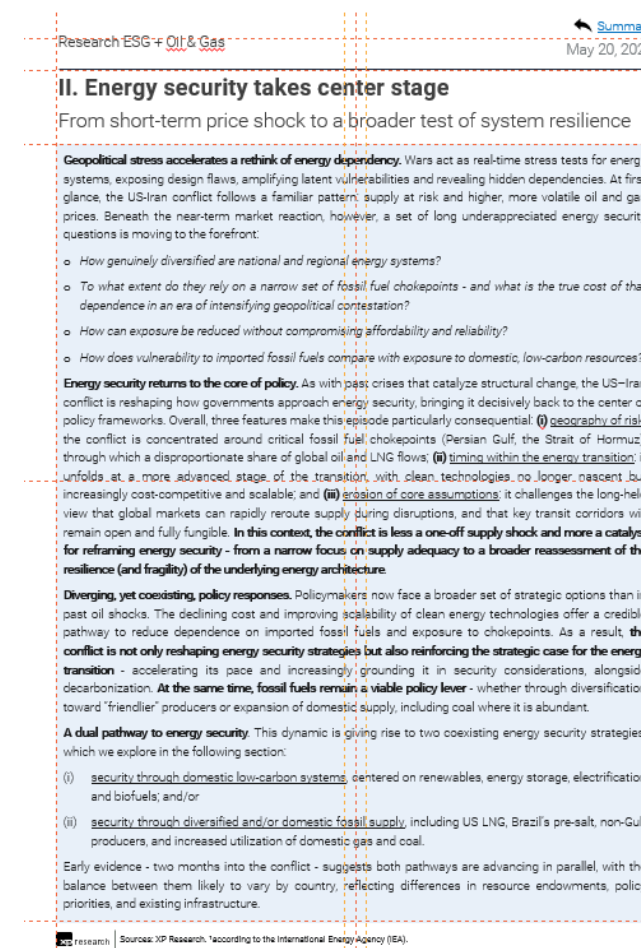 Summa
Research ESG + Oil & Gas
May 20, 202
II. Energy security takes center stage
From short-term price shock to a broader test of system resilience
Geopolitical stress accelerates a rethink of energy dependency. Wars act as real-time stress tests for energ
systems, exposing design flaws, amplifying latent vulnerabilities and revealing hidden dependencies. At firs
glance, the US-Iran conflict follows a familiar pattern: supply at risk and higher, more volatile oil and ga
prices. Beneath the near-term market reaction, however, a set of long underappreciated energy securit
questions is moving to the forefront:
o How genuinely diversified are national and regional energy systems?
o To what extent do they rely on a narrow set of fossil fuel chokepoints - and what is the true cost of tha
dependence in an era of intensifying geopolitical contestation?
o How can exposure be reduced without compromising affordability and reliability?
o How does vulnerability to imported fossil fuels compare with exposure to domestic, low-carbon resources?
Energy security returns to the core of policy. As with past crises that catalyze structural change, the US–Iran
conflict is reshaping how governments approach energy security, bringing it decisively back to the center o
policy frameworks. Overall, three features make this episode particularly consequential: (i) geography of risk
the conflict is concentrated around critical fossil fuel chokepoints (Persian Gulf, the Strait of Hormuz)
through which a disproportionate share of global oil and LNG flows; (ii) timing within the energy transition: i
unfolds at a more advanced stage of the transition, with clean technologies no longer nascent bu
increasingly cost-competitive and scalable; and (iii) erosion of core assumptions: it challenges the long-hel
view that global markets can rapidly reroute supply during disruptions, and that key transit corridors wi
remain open and fully fungible. In this context, the conflict is less a one-off supply shock and more a catalys
for reframing energy security - from a narrow focus on supply adequacy to a broader reassessment of th
resilience (and fragility) of the underlying energy architecture.
Diverging, yet coexisting, policy responses. Policymakers now face a broader set of strategic options than i
past oil shocks. The declining cost and improving scalability of clean energy technologies offer a credibl
pathway to reduce dependence on imported fossil fuels and exposure to chokepoints. As a result, th
conflict is not only reshaping energy security strategies but also reinforcing the strategic case for the energ
transition - accelerating its pace and increasingly grounding it in security considerations, alongsid
decarbonization. At the same time, fossil fuels remain a viable policy lever - whether through diversificatio
toward “friendlier” producers or expansion of domestic supply, including coal where it is abundant.
A dual pathway to energy security. This dynamic is giving rise to two coexisting energy security strategies
which we explore in the following section:
(i) security through domestic low-carbon systems, centered on renewables, energy storage, electrificatio
and biofuels; and/or
(ii) security through diversified and/or domestic fossil supply, including US LNG, Brazil’s pre-salt, non-Gul
producers, and increased utilization of domestic gas and coal.
Early evidence - two months into the conflict - suggests both pathways are advancing in parallel, with th
balance between them likely to vary by country, reflecting differences in resource endowments, polic
priorities, and existing infrastructure.
xp research Sources: XP Research. ¹according to the International Energy Agency (IEA).